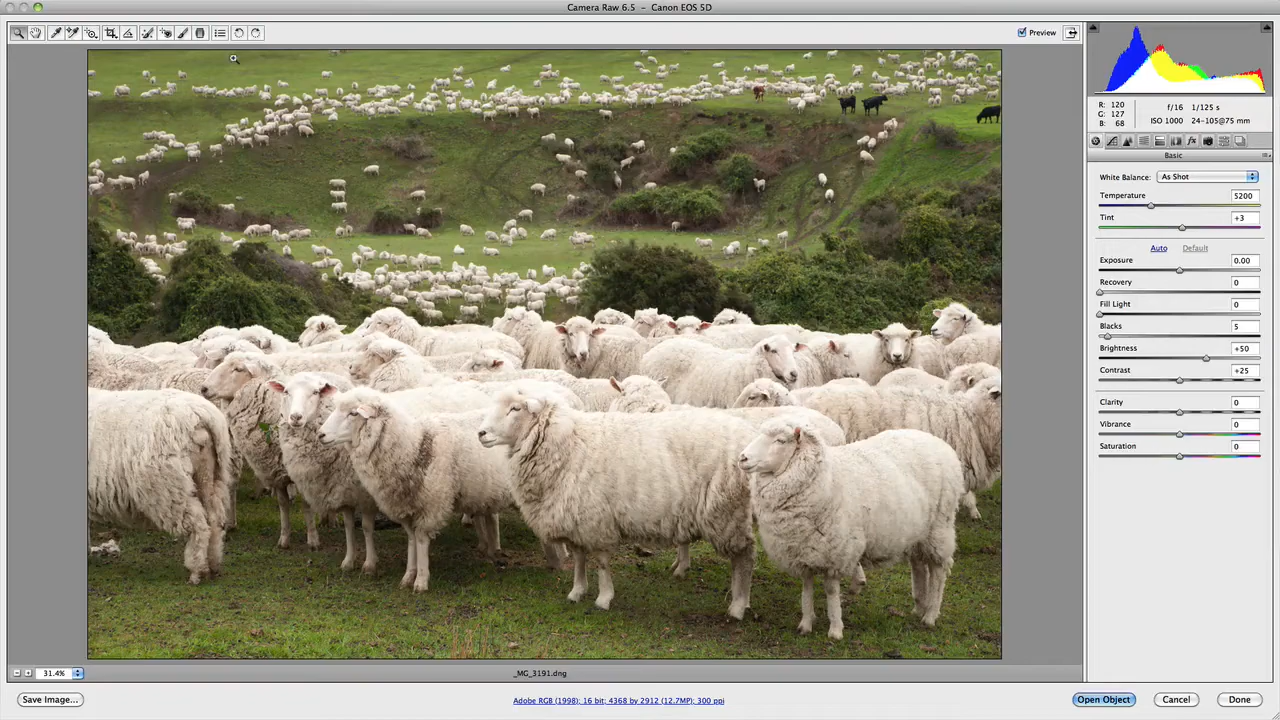 Camera Raw 6.5 - Canon EOS 5D
Preview
R: 120
G: 127
B: 68
f/16 1/125 s
ISO 1000 24-105@75 mm
Basic
White Balance: As Shot
Temperature 5200
Tint +3
Auto Default
Exposure 0.00
Recovery 0
Fill Light 0
Blacks 5
Brightness +50
Contrast +25
Clarity 0
Vibrance 0
Saturation 0
31.4%
_MG_3191.dng
Save Image...
Adobe RGB (1998); 16 bit; 4368 by 2912 (12.7MP); 300 ppi
Open Object
Cancel
Done